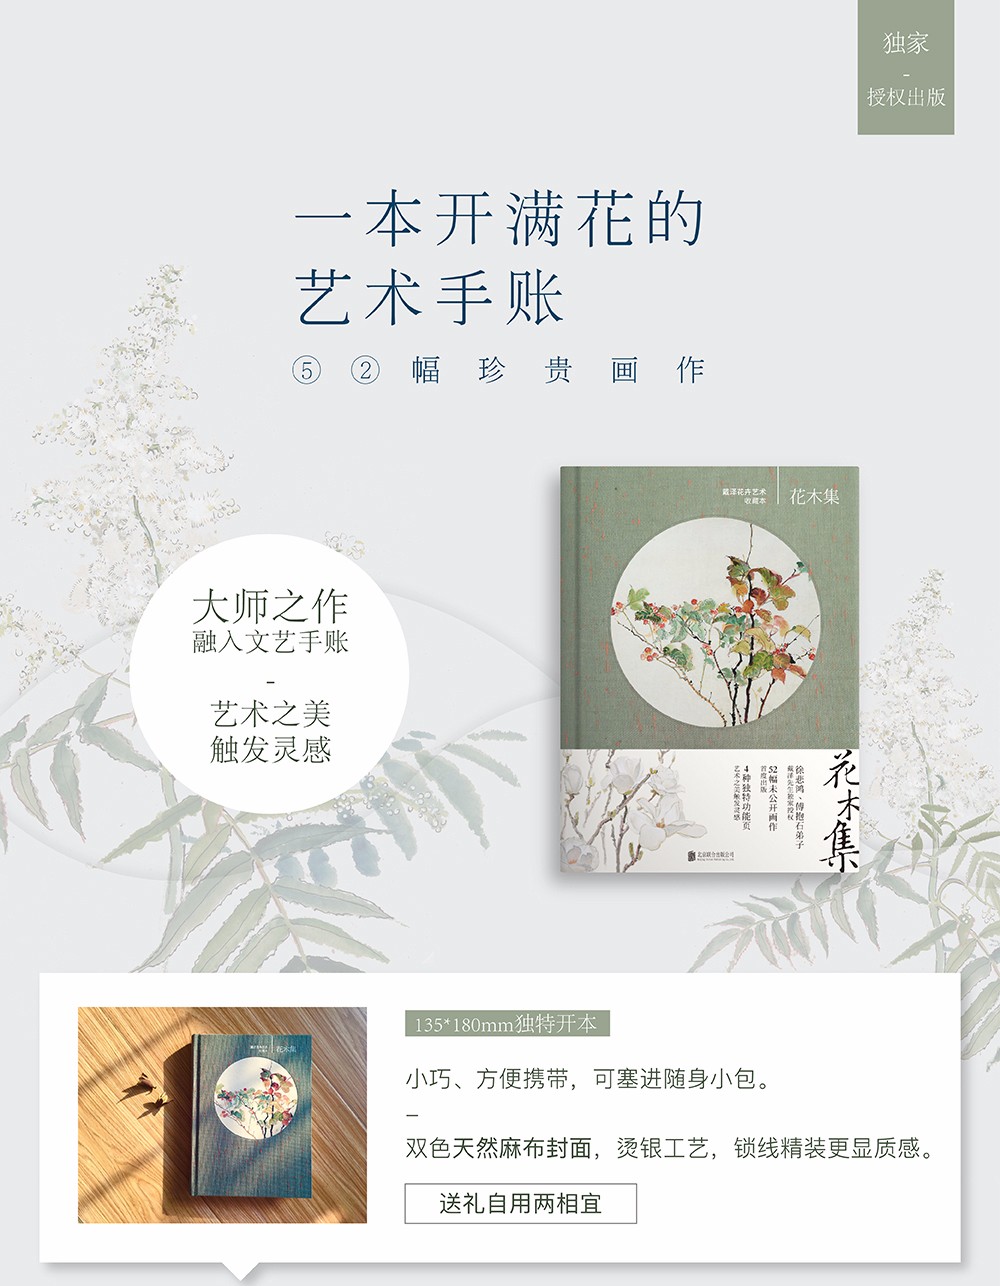 独家
-
授权出版
一本开满花的
艺术手账
⑤②幅珍贵画作
大师之作
融入文艺手账
-
艺术之美
触发灵感
戴泽花卉艺术
收藏本
花木集
花木集
徐悲鸿、傅抱石弟子
戴泽先生独家授权
52幅未公开画作
首度出版
4种独特功能页
艺术之美触发灵感
北京联合出版公司
花木集
135*180mm独特开本
小巧、方便携带，可塞进随身小包。
–
双色天然麻布封面，烫银工艺，锁线精装更显质感。
送礼自用两相宜